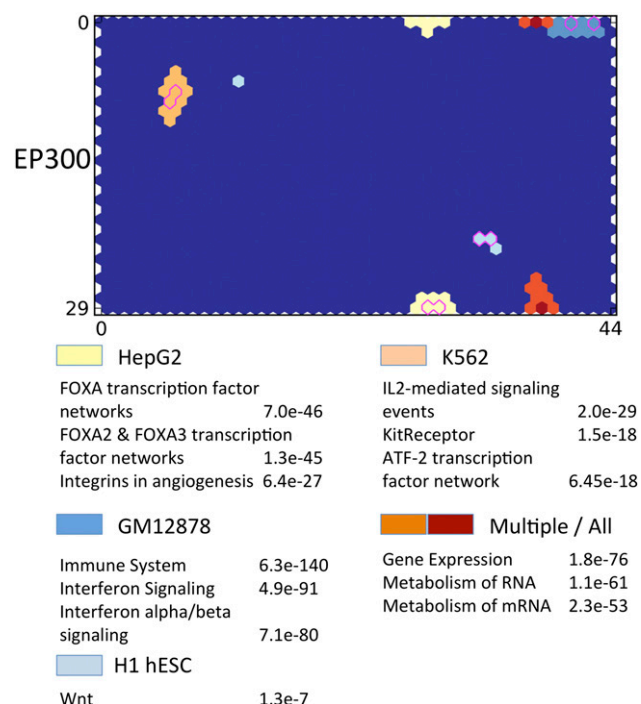 0
EP300
29
0 44
HepG2
FOXA transcription factor
networks 7.0e-46
FOXA2 & FOXA3 transcription
factor networks 1.3e-45
Integrins in angiogenesis 6.4e-27
K562
IL2-mediated signaling
events 2.0e-29
KitReceptor 1.5e-18
ATF-2 transcription
factor network 6.45e-18
GM12878
Immune System 6.3e-140
Interferon Signaling 4.9e-91
Interferon alpha/beta
signaling 7.1e-80
Multiple / All
Gene Expression 1.8e-76
Metabolism of RNA 1.1e-61
Metabolism of mRNA 2.3e-53
H1 hESC
Wnt 1.3e-7